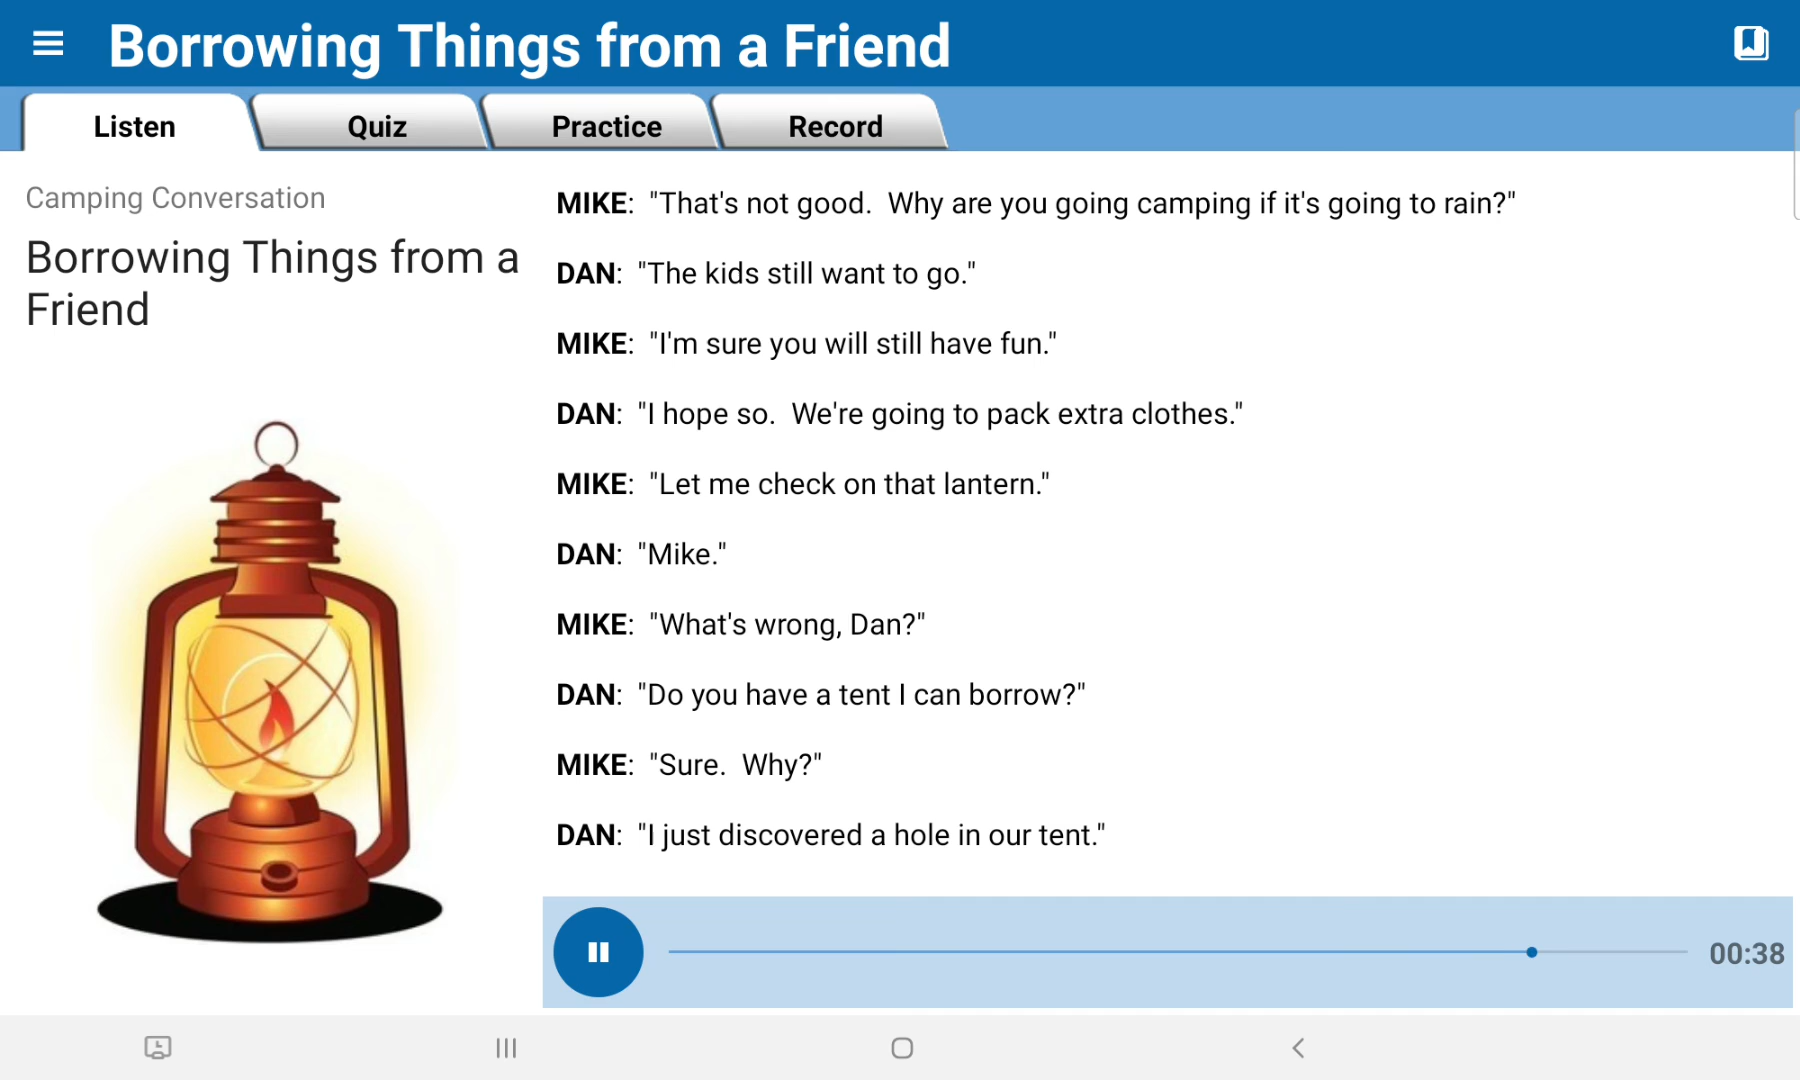 Borrowing Things from a Friend
Listen
Quiz
Practice
Record
Camping Conversation
Borrowing Things from a
Friend
MIKE:  "That's not good.  Why are you going camping if it's going to rain?"
DAN:  "The kids still want to go."
MIKE:  "I'm sure you will still have fun."
DAN:  "I hope so.  We're going to pack extra clothes."
MIKE:  "Let me check on that lantern."
DAN:  "Mike."
MIKE:  "What's wrong, Dan?"
DAN:  "Do you have a tent I can borrow?"
MIKE:  "Sure.  Why?"
DAN:  "I just discovered a hole in our tent."
00:38